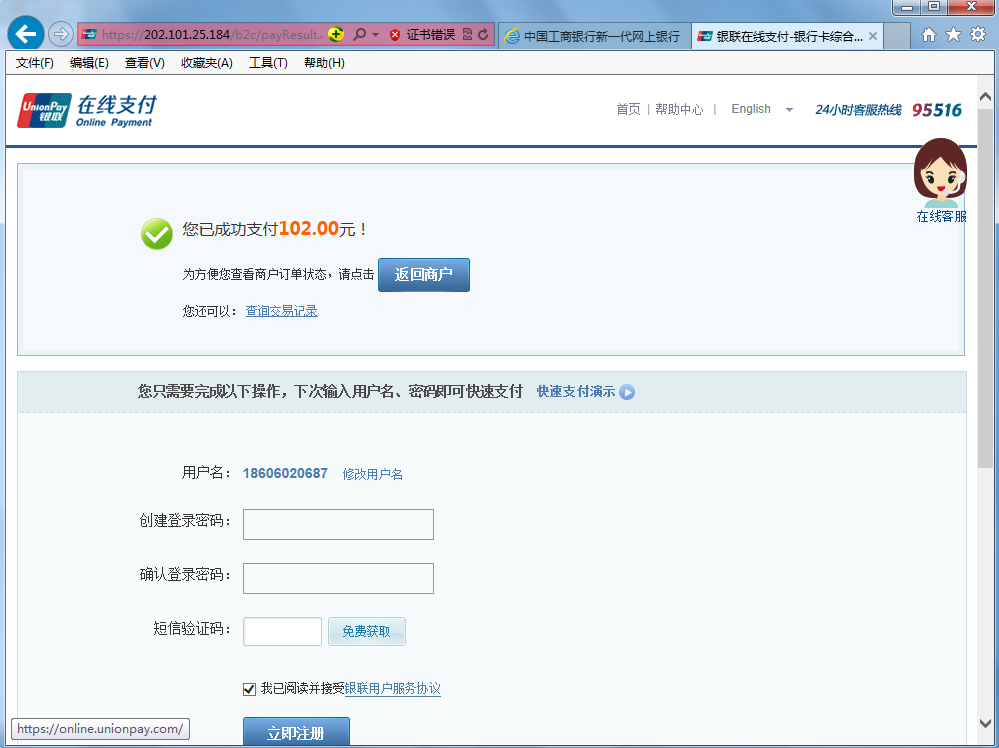 https://202.101.25.184/b2c/payResult.
证书错误
中国工商银行新一代网上银行
银联在线支付-银行卡综合...
文件(F) 编辑(E) 查看(V) 收藏夹(A) 工具(T) 帮助(H)
UnionPay
银联
在线支付
Online Payment
首页 | 帮助中心 | English
24小时客服热线 95516
在线客服
您已成功支付102.00元！
为方便您查看商户订单状态，请点击 返回商户
您还可以： 查询交易记录
您只需要完成以下操作，下次输入用户名、密码即可快速支付 快速支付演示
用户名： 18606020687 修改用户名
创建登录密码：
确认登录密码：
短信验证码： 免费获取
我已阅读并接受银联用户服务协议
立即注册
https://online.unionpay.com/